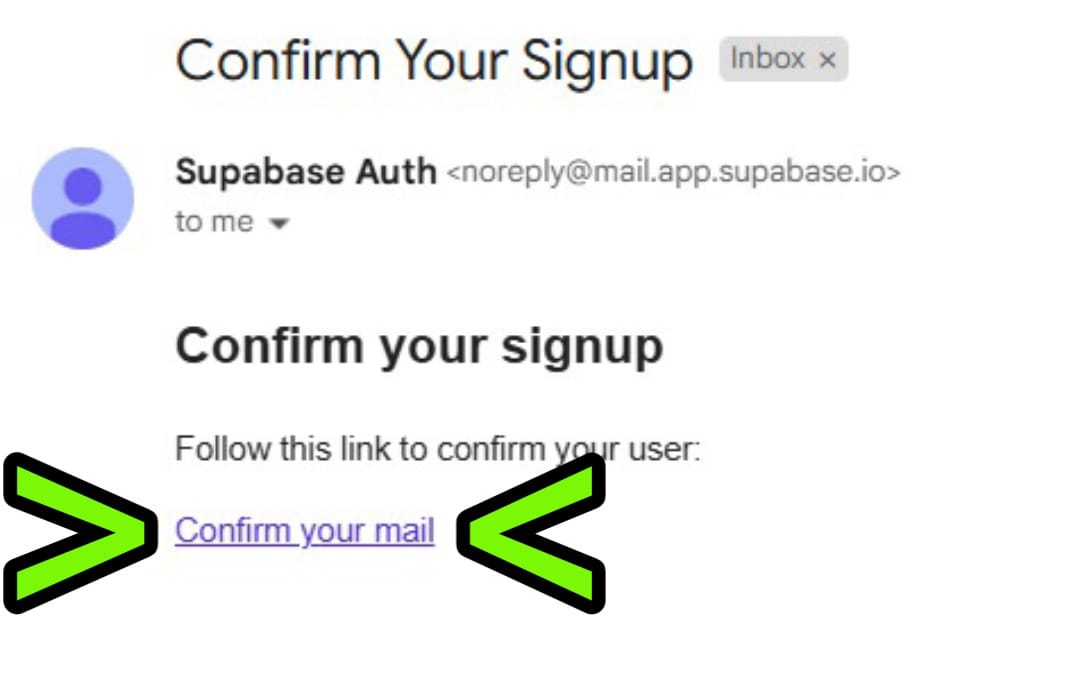 Confirm Your Signup Inbox ×
Supabase Auth <noreply@mail.app.supabase.io>
to me
Confirm your signup
Follow this link to confirm your user:
Confirm your mail